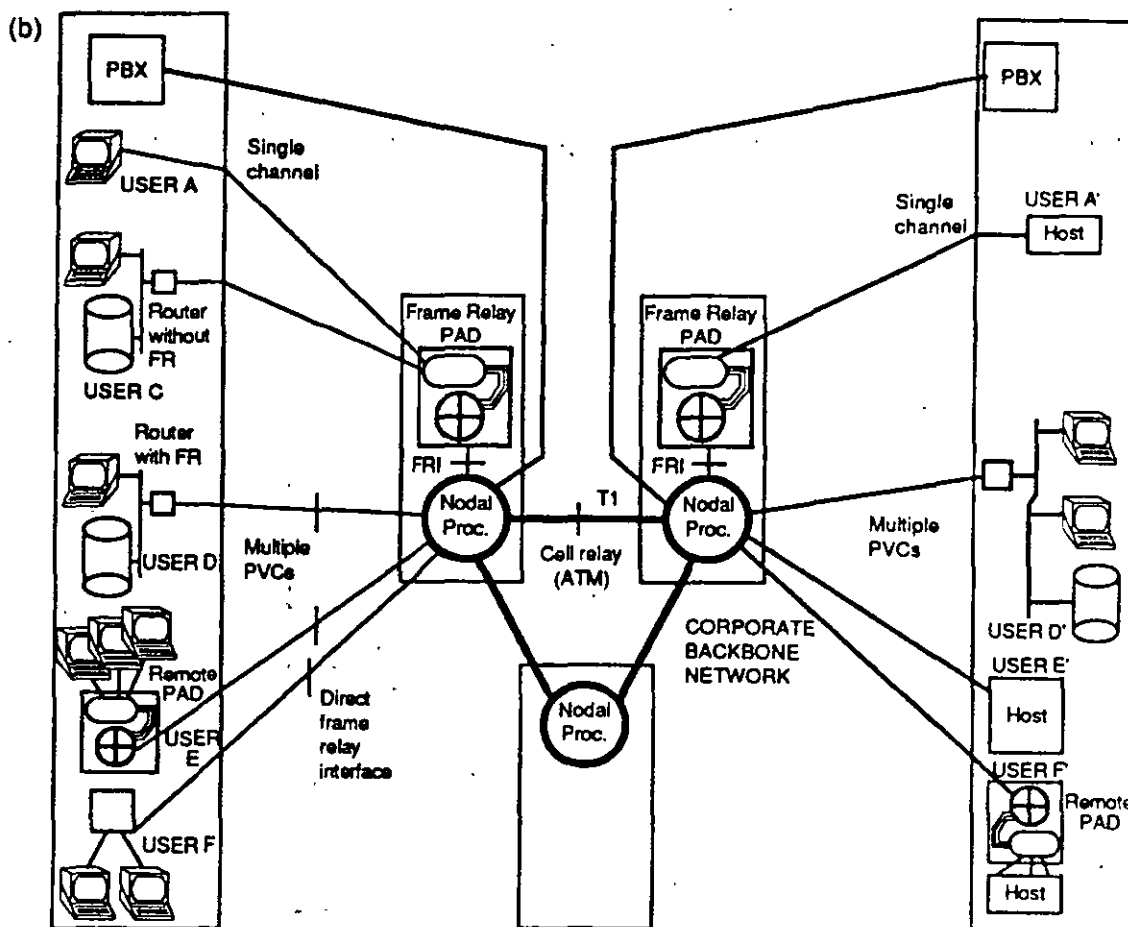 (b)
PBX
USER A
Single
channel
Router
without
FR
USER C
Router
with FR
USER D
Multiple
PVCs
Remote
PAD
USER
E
Direct
frame
relay
interface
USER F
Frame Relay
PAD
FRI
Nodal
Proc.
T1
Cell relay
(ATM)
Frame Relay
PAD
FRI
Nodal
Proc.
Nodal
Proc.
CORPORATE
BACKBONE
NETWORK
PBX
Single
channel
USER A'
Host
Multiple
PVCs
USER D'
USER E'
Host
USER F'
Remote
PAD
Host